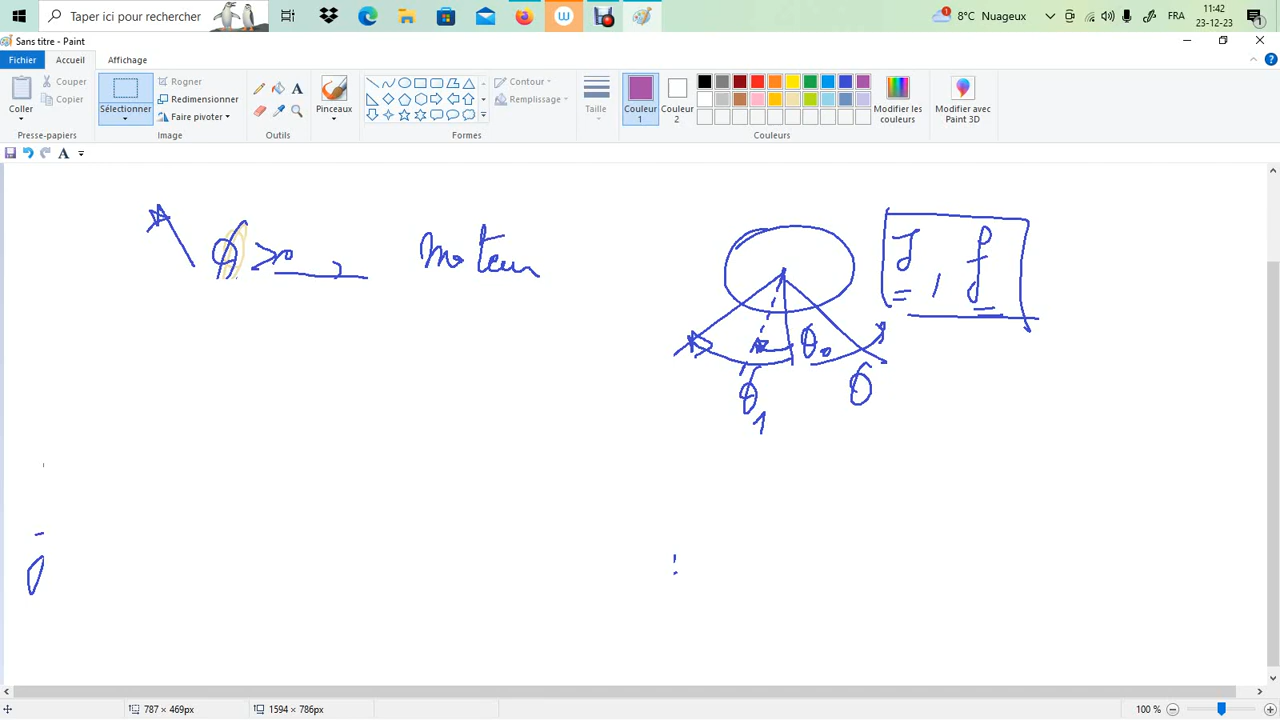 Taper ici pour rechercher
8°C Nuageux
FRA
11:42
23-12-23
1
Sans titre - Paint
Fichier
Accueil
Affichage
Coller
Couper
Copier
Presse-papiers
Sélectionner
Rogner
Redimensionner
Faire pivoter
Image
Outils
Pinceaux
Contour
Remplissage
Formes
Taille
Couleur 1
Couleur 2
Modifier les couleurs
Couleurs
Modifier avec Paint 3D
moteur
J, f
θ₀
θ
θ
1
787 × 469px
1594 × 786px
100 %